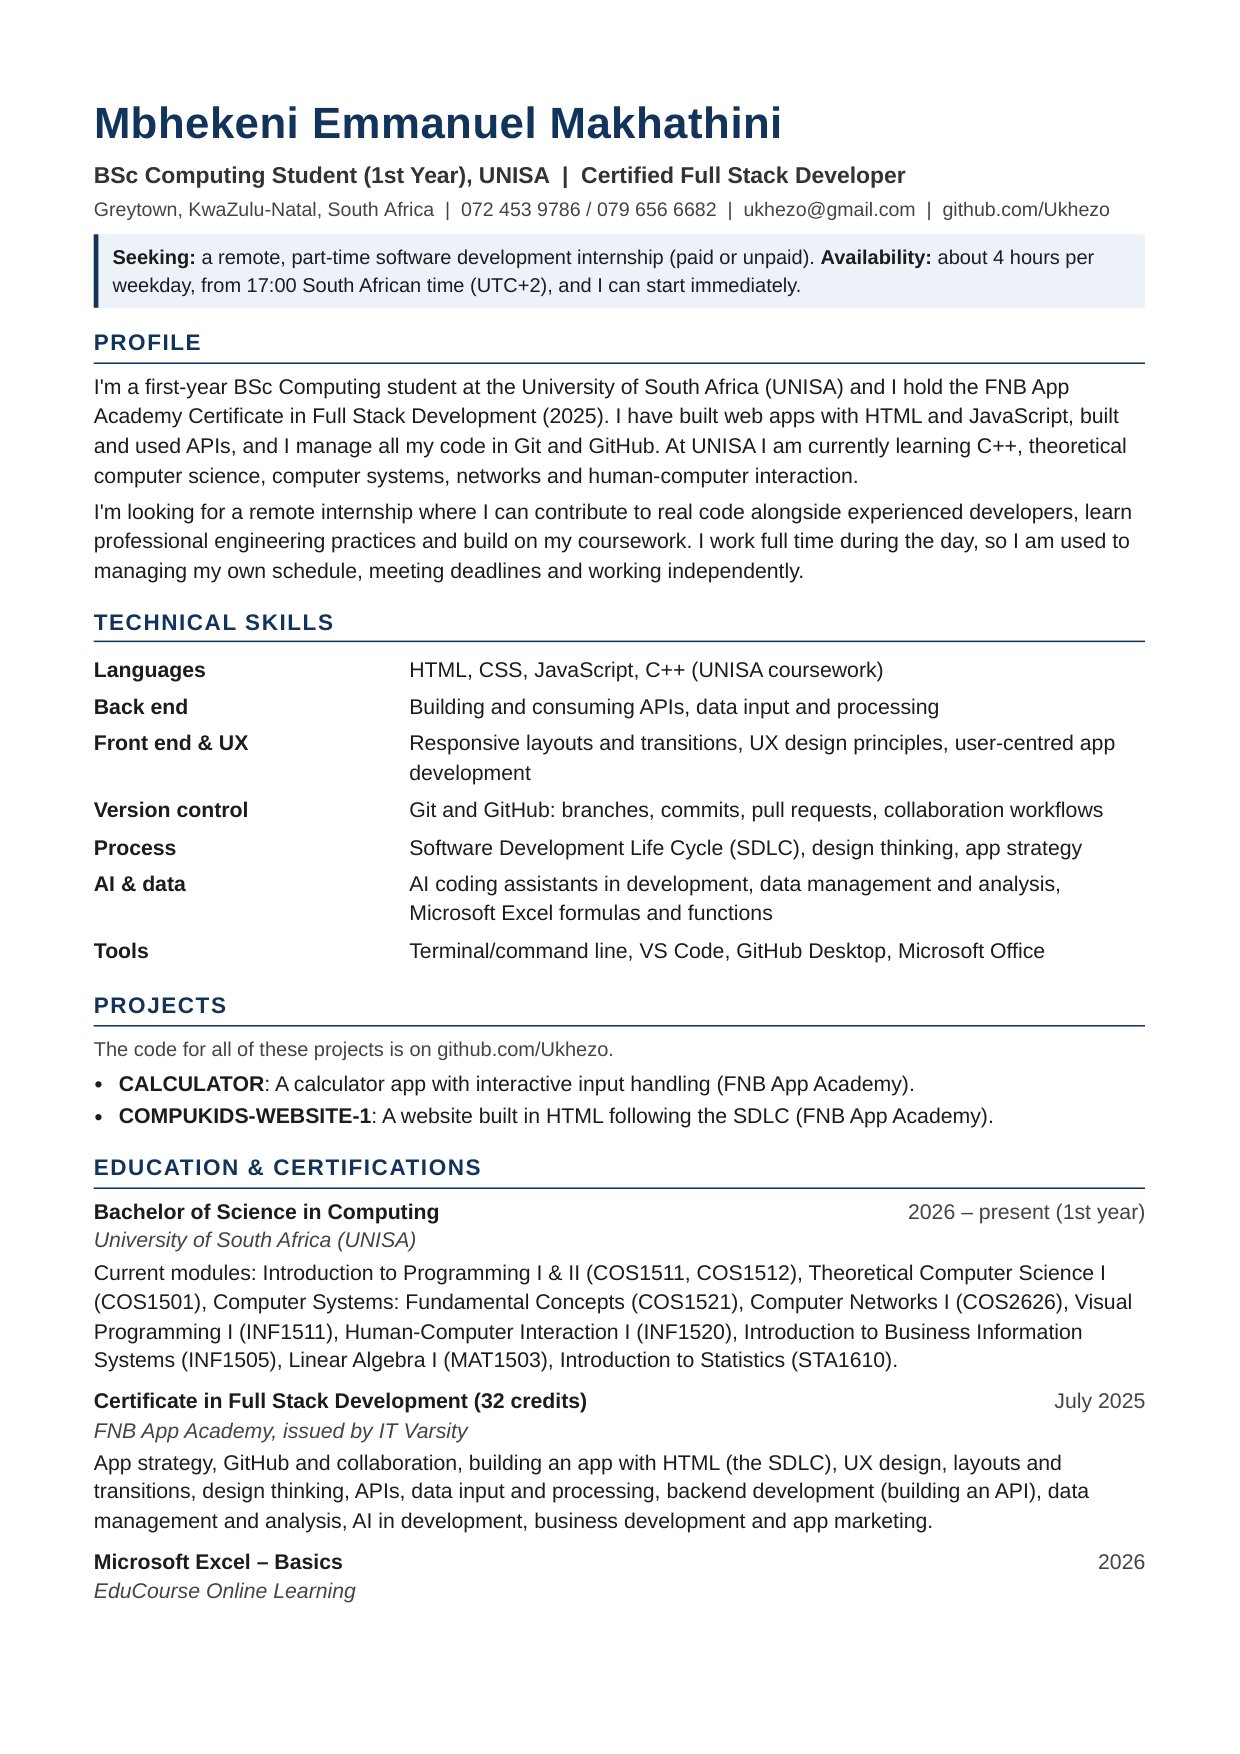 Mbhekeni Emmanuel Makhathini
BSc Computing Student (1st Year), UNISA | Certified Full Stack Developer
Greytown, KwaZulu-Natal, South Africa | 072 453 9786 / 079 656 6682 | ukhezo@gmail.com | github.com/Ukhezo
Seeking: a remote, part-time software development internship (paid or unpaid). Availability: about 4 hours per
weekday, from 17:00 South African time (UTC+2), and I can start immediately.
PROFILE
I'm a first-year BSc Computing student at the University of South Africa (UNISA) and I hold the FNB App
Academy Certificate in Full Stack Development (2025). I have built web apps with HTML and JavaScript, built
and used APIs, and I manage all my code in Git and GitHub. At UNISA I am currently learning C++, theoretical
computer science, computer systems, networks and human-computer interaction.
I'm looking for a remote internship where I can contribute to real code alongside experienced developers, learn
professional engineering practices and build on my coursework. I work full time during the day, so I am used to
managing my own schedule, meeting deadlines and working independently.
TECHNICAL SKILLS
Languages HTML, CSS, JavaScript, C++ (UNISA coursework)
Back end Building and consuming APIs, data input and processing
Front end & UX Responsive layouts and transitions, UX design principles, user-centred app
development
Version control Git and GitHub: branches, commits, pull requests, collaboration workflows
Process Software Development Life Cycle (SDLC), design thinking, app strategy
AI & data AI coding assistants in development, data management and analysis,
Microsoft Excel formulas and functions
Tools Terminal/command line, VS Code, GitHub Desktop, Microsoft Office
PROJECTS
The code for all of these projects is on github.com/Ukhezo.
• CALCULATOR: A calculator app with interactive input handling (FNB App Academy).
• COMPUKIDS-WEBSITE-1: A website built in HTML following the SDLC (FNB App Academy).
EDUCATION & CERTIFICATIONS
Bachelor of Science in Computing 2026 – present (1st year)
University of South Africa (UNISA)
Current modules: Introduction to Programming I & II (COS1511, COS1512), Theoretical Computer Science I
(COS1501), Computer Systems: Fundamental Concepts (COS1521), Computer Networks I (COS2626), Visual
Programming I (INF1511), Human-Computer Interaction I (INF1520), Introduction to Business Information
Systems (INF1505), Linear Algebra I (MAT1503), Introduction to Statistics (STA1610).
Certificate in Full Stack Development (32 credits) July 2025
FNB App Academy, issued by IT Varsity
App strategy, GitHub and collaboration, building an app with HTML (the SDLC), UX design, layouts and
transitions, design thinking, APIs, data input and processing, backend development (building an API), data
management and analysis, AI in development, business development and app marketing.
Microsoft Excel – Basics 2026
EduCourse Online Learning